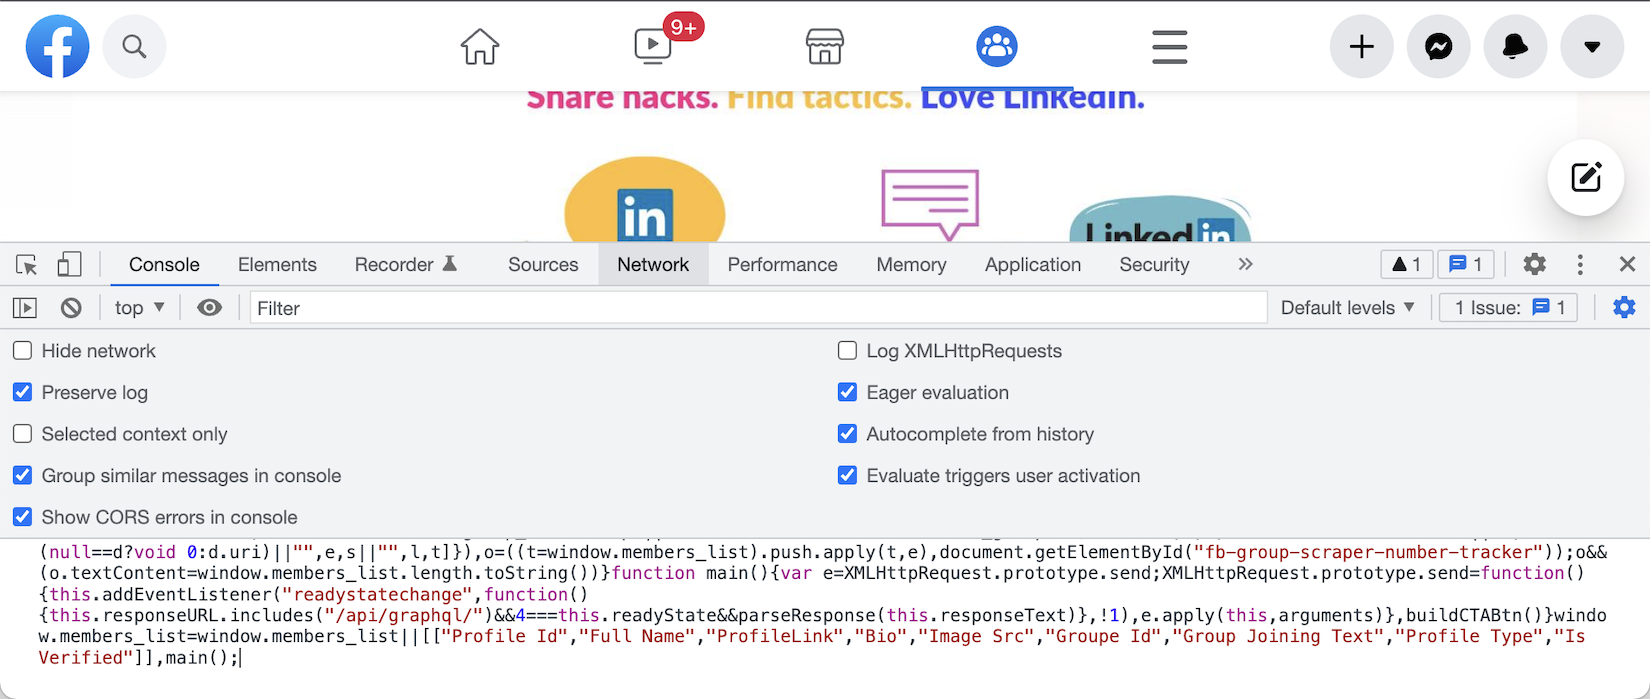 9+
Share hacks. Find tactics. Love LinkedIn.
in
Linked in
Console Elements Recorder Sources Network Performance Memory Application Security » 1 1
top Filter Default levels 1 Issue: 1
Hide network Log XMLHttpRequests
Preserve log Eager evaluation
Selected context only Autocomplete from history
Group similar messages in console Evaluate triggers user activation
Show CORS errors in console
(null==d?void 0:d.uri)||"",e,s||"",l,t]}),o=((t=window.members_list).push.apply(t,e),document.getElementById("fb-group-scraper-number-tracker"));o&&
(o.textContent=window.members_list.length.toString())}function main(){var e=XMLHttpRequest.prototype.send;XMLHttpRequest.prototype.send=function()
{this.addEventListener("readystatechange",function()
{this.responseURL.includes("/api/graphql/")&&4===this.readyState&&parseResponse(this.responseText)},!1),e.apply(this,arguments)},buildCTABtn()}windo
w.members_list=window.members_list||[["Profile Id","Full Name","ProfileLink","Bio","Image Src","Groupe Id","Group Joining Text","Profile Type","Is
Verified"]],main();